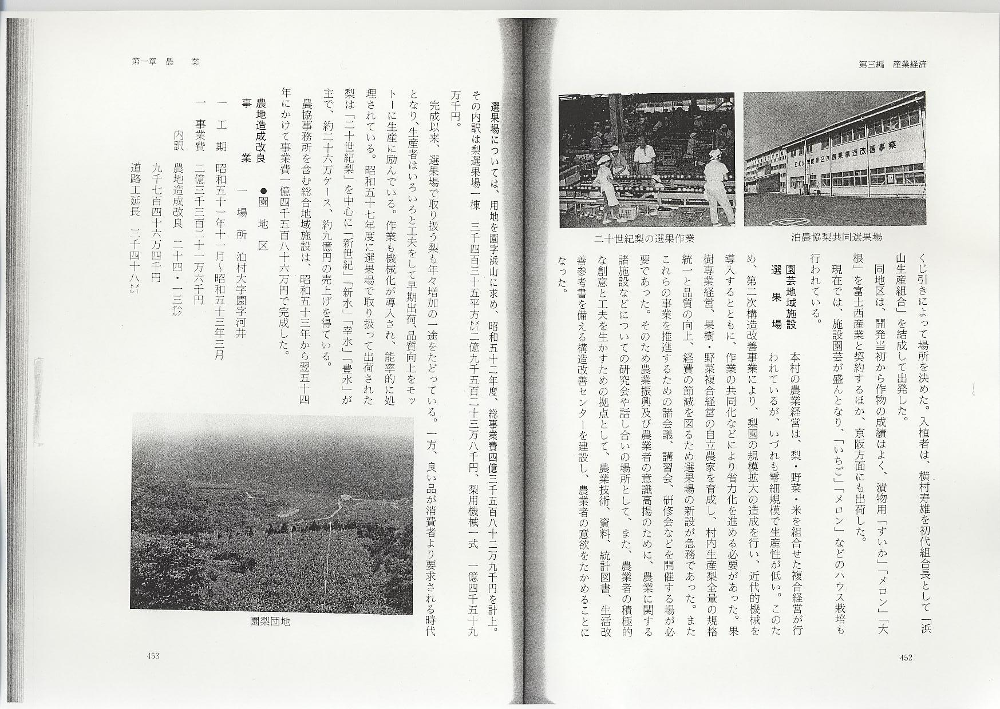 第三編　産業経済
昭和52年度第2次農業構造改善事業
泊農協梨共同選果場
二十世紀梨の選果作業
くじ引きによって場所を決めた。入植者は、横村寿雄を初代組合長として「浜
山生産組合」を結成して出発した。
同地区は、開発当初から作物の成績はよく、漬物用「すいか」「メロン」「大
根」を富士西産業と契約するほか、京阪方面にも出荷した。
現在では、施設園芸が盛んとなり、「いちご」「メロン」などのハウス栽培も
行われている。
園芸地域施設
選果場
本村の農業経営は、梨・野菜・米を組合せた複合経営が行
われているが、いづれも零細規模で生産性が低い。このた
め、第二次構造改善事業により、梨園の規模拡大の造成を行い、近代的機械を
導入するとともに、作業の共同化などにより省力化を進める必要があった。果
樹専業経営、果樹・野菜複合経営の自立農家を育成し、村内生産梨全量の規格
統一と品質の向上、経費の節減を図るため選果場の新設が急務であった。また
これらの事業を推進するための諸会議、講習会、研修会などを開催する場が必
要であった。そのため農業振興及び農業者の意識高揚のために、農業に関する
諸施設などについての研究会や話し合いの場所として、また、農業者の積極的
な創意と工夫を生かすための拠点として、農業技術、資料、統計図書、生活改
善参考書を備える構造改善センターを建設し、農業者の意欲をたかめることに
なった。
452
第一章　農　　業
選果場については、用地を園字浜山に求め、昭和五十二年度、総事業費四億三千五百八十二万九千円を計上。
その内訳は梨選果場一棟　三千四百三十五平方メートル二億九千五百二十三万八千円、梨用機械一式　一億四千五十九
万千円。
完成以来、選果場で取り扱う梨も年々増加の一途をたどっている。一方、良い品が消費者より要求される時代
となり、生産者はいろいろと工夫をして早期出荷、品質向上をモッ
トーに生産に励んでいる。作業も機械化が導入され、能率的に処
理されている。昭和五十七年度に選果場で取り扱って出荷された
梨は「二十世紀梨」を中心に「新世紀」「新水」「幸水」「豊水」が
主で、約二十六万ケース、約九億円の売上げを得ている。
農協事務所を含む総合地域施設は、昭和五十三年から翌五十四
年にかけて事業費一億四千五百八十六万円で完成した。
農地造成改良
事業
●園　地　区
一　場　所　泊村大字園字河井
一　工　期　昭和五十一年十一月～昭和五十三年三月
一　事業費　二億三千三百二十一万六千円
内訳　農地造成改良　二十四・一三ヘクタル
九千七百四十六万四千円
道路工延長　三千四十八メートル
園梨団地
453